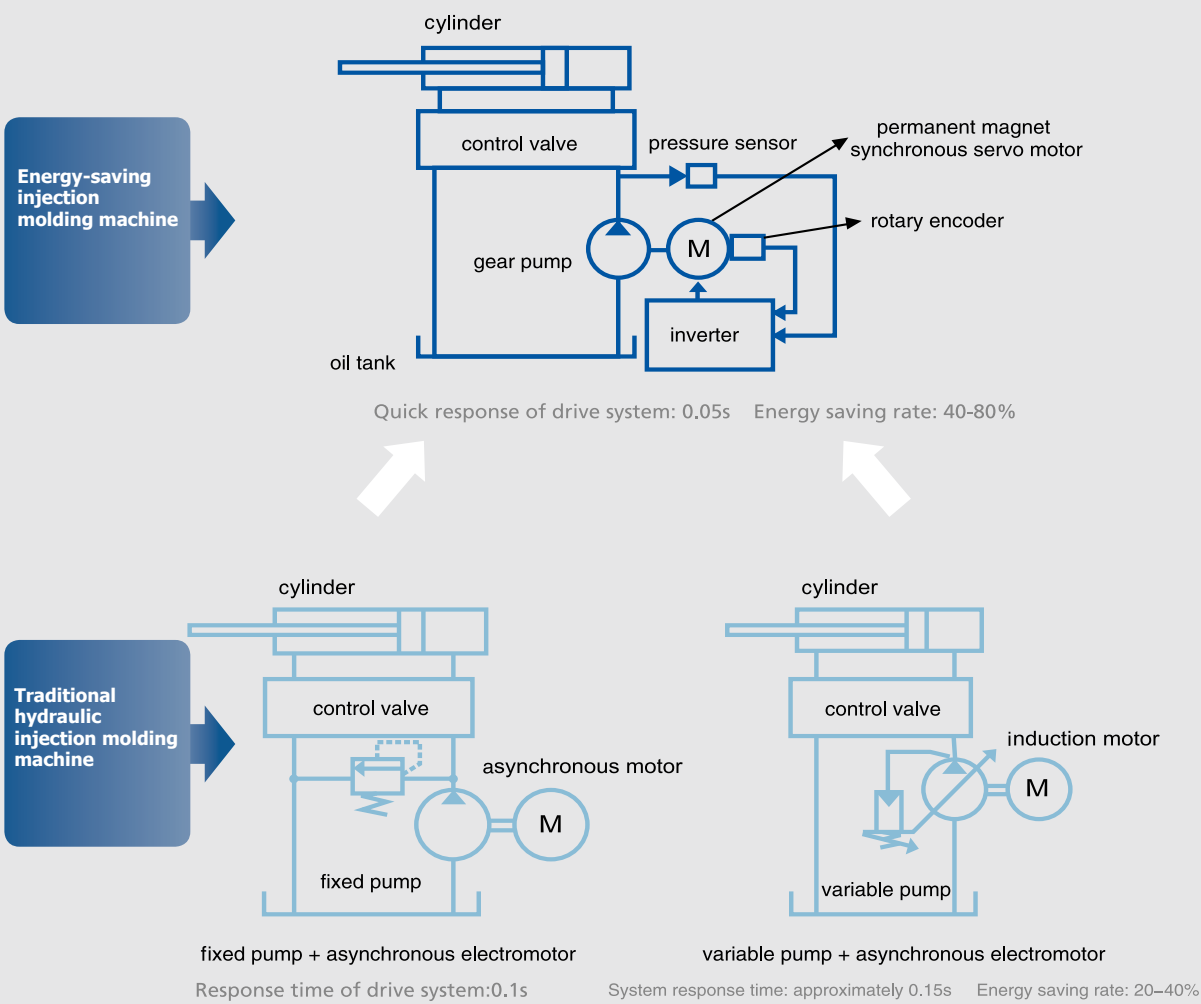 cylinder
control valve
pressure sensor
permanent magnet
synchronous servo motor
Energy-saving
injection
molding machine
rotary encoder
M
gear pump
inverter
oil tank
Quick response of drive system: 0.05s Energy saving rate: 40-80%
cylinder
cylinder
Traditional
hydraulic
injection molding
machine
control valve
asynchronous motor
M
fixed pump
control valve
induction motor
M
variable pump
fixed pump + asynchronous electromotor
variable pump + asynchronous electromotor
Response time of drive system:0.1s
System response time: approximately 0.15s Energy saving rate: 20–40%